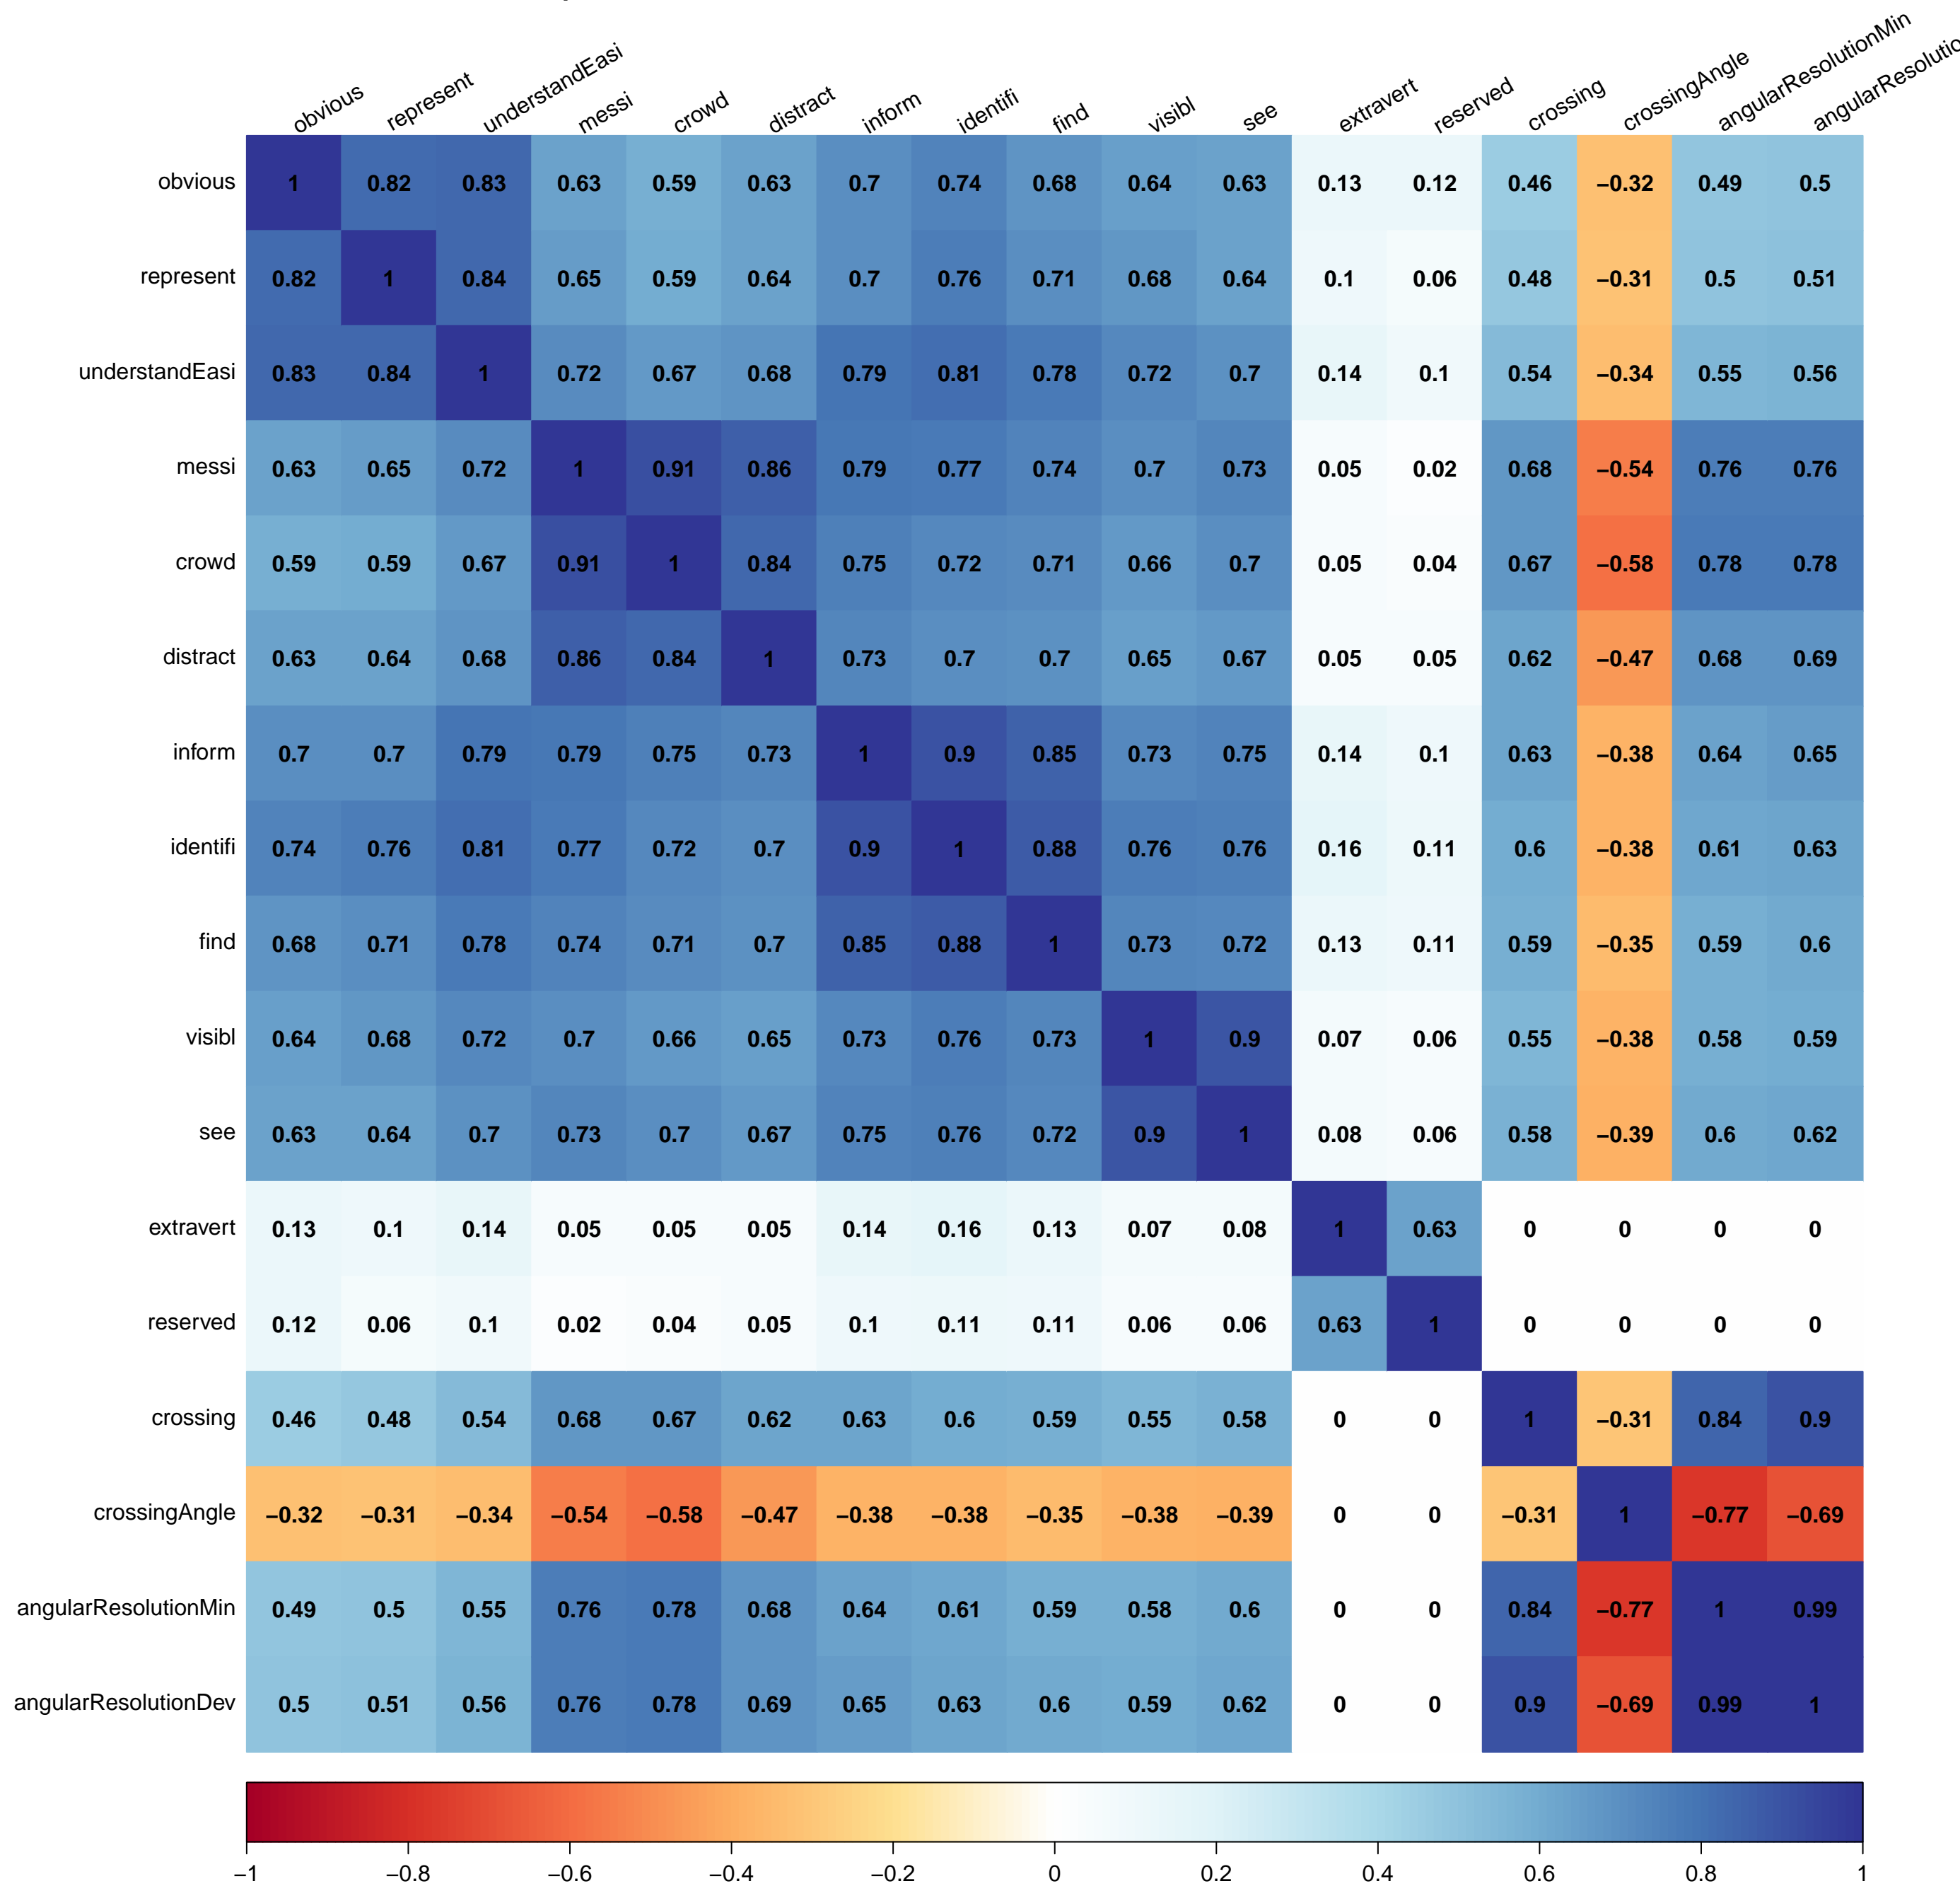 obvious represent understandEasi messi crowd distract inform identifi find visibl see extravert reserved crossing crossingAngle angularResolutionMin angularResolutio
obvious 1 0.82 0.83 0.63 0.59 0.63 0.7 0.74 0.68 0.64 0.63 0.13 0.12 0.46 −0.32 0.49 0.5
represent 0.82 1 0.84 0.65 0.59 0.64 0.7 0.76 0.71 0.68 0.64 0.1 0.06 0.48 −0.31 0.5 0.51
understandEasi 0.83 0.84 1 0.72 0.67 0.68 0.79 0.81 0.78 0.72 0.7 0.14 0.1 0.54 −0.34 0.55 0.56
messi 0.63 0.65 0.72 1 0.91 0.86 0.79 0.77 0.74 0.7 0.73 0.05 0.02 0.68 −0.54 0.76 0.76
crowd 0.59 0.59 0.67 0.91 1 0.84 0.75 0.72 0.71 0.66 0.7 0.05 0.04 0.67 −0.58 0.78 0.78
distract 0.63 0.64 0.68 0.86 0.84 1 0.73 0.7 0.7 0.65 0.67 0.05 0.05 0.62 −0.47 0.68 0.69
inform 0.7 0.7 0.79 0.79 0.75 0.73 1 0.9 0.85 0.73 0.75 0.14 0.1 0.63 −0.38 0.64 0.65
identifi 0.74 0.76 0.81 0.77 0.72 0.7 0.9 1 0.88 0.76 0.76 0.16 0.11 0.6 −0.38 0.61 0.63
find 0.68 0.71 0.78 0.74 0.71 0.7 0.85 0.88 1 0.73 0.72 0.13 0.11 0.59 −0.35 0.59 0.6
visibl 0.64 0.68 0.72 0.7 0.66 0.65 0.73 0.76 0.73 1 0.9 0.07 0.06 0.55 −0.38 0.58 0.59
see 0.63 0.64 0.7 0.73 0.7 0.67 0.75 0.76 0.72 0.9 1 0.08 0.06 0.58 −0.39 0.6 0.62
extravert 0.13 0.1 0.14 0.05 0.05 0.05 0.14 0.16 0.13 0.07 0.08 1 0.63 0 0 0 0
reserved 0.12 0.06 0.1 0.02 0.04 0.05 0.1 0.11 0.11 0.06 0.06 0.63 1 0 0 0 0
crossing 0.46 0.48 0.54 0.68 0.67 0.62 0.63 0.6 0.59 0.55 0.58 0 0 1 −0.31 0.84 0.9
crossingAngle −0.32 −0.31 −0.34 −0.54 −0.58 −0.47 −0.38 −0.38 −0.35 −0.38 −0.39 0 0 −0.31 1 −0.77 −0.69
angularResolutionMin 0.49 0.5 0.55 0.76 0.78 0.68 0.64 0.61 0.59 0.58 0.6 0 0 0.84 −0.77 1 0.99
angularResolutionDev 0.5 0.51 0.56 0.76 0.78 0.69 0.65 0.63 0.6 0.59 0.62 0 0 0.9 −0.69 0.99 1
−1 −0.8 −0.6 −0.4 −0.2 0 0.2 0.4 0.6 0.8 1